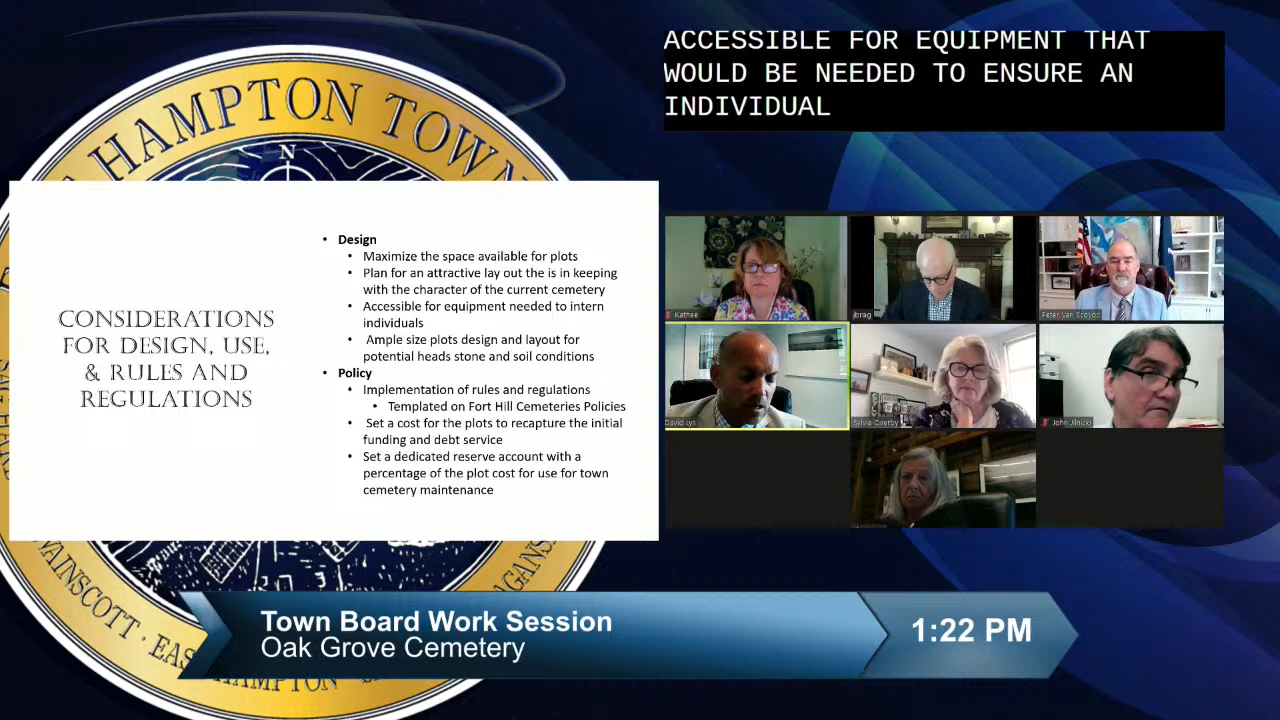 ACCESSIBLE FOR EQUIPMENT THAT
WOULD BE NEEDED TO ENSURE AN
INDIVIDUAL
HAMPTON TOWN
N
CONSIDERATIONS
FOR DESIGN, USE,
& RULES AND
REGULATIONS
• Design
• Maximize the space available for plots
• Plan for an attractive lay out the is in keeping
with the character of the current cemetery
• Accessible for equipment needed to intern
individuals
• Ample size plots design and layout for
potential heads stone and soil conditions
• Policy
• Implementation of rules and regulations
• Templated on Fort Hill Cemeteries Policies
• Set a cost for the plots to recapture the initial
funding and debt service
• Set a dedicated reserve account with a
percentage of the plot cost for use for town
cemetery maintenance
Kathee
jbrag
Peter Van Scoyoc
David Lys
Sylvia Overby
John Jilnicki
WAINSCOTT · EAS
HAMPTON
AGANS
Town Board Work Session
Oak Grove Cemetery
1:22 PM